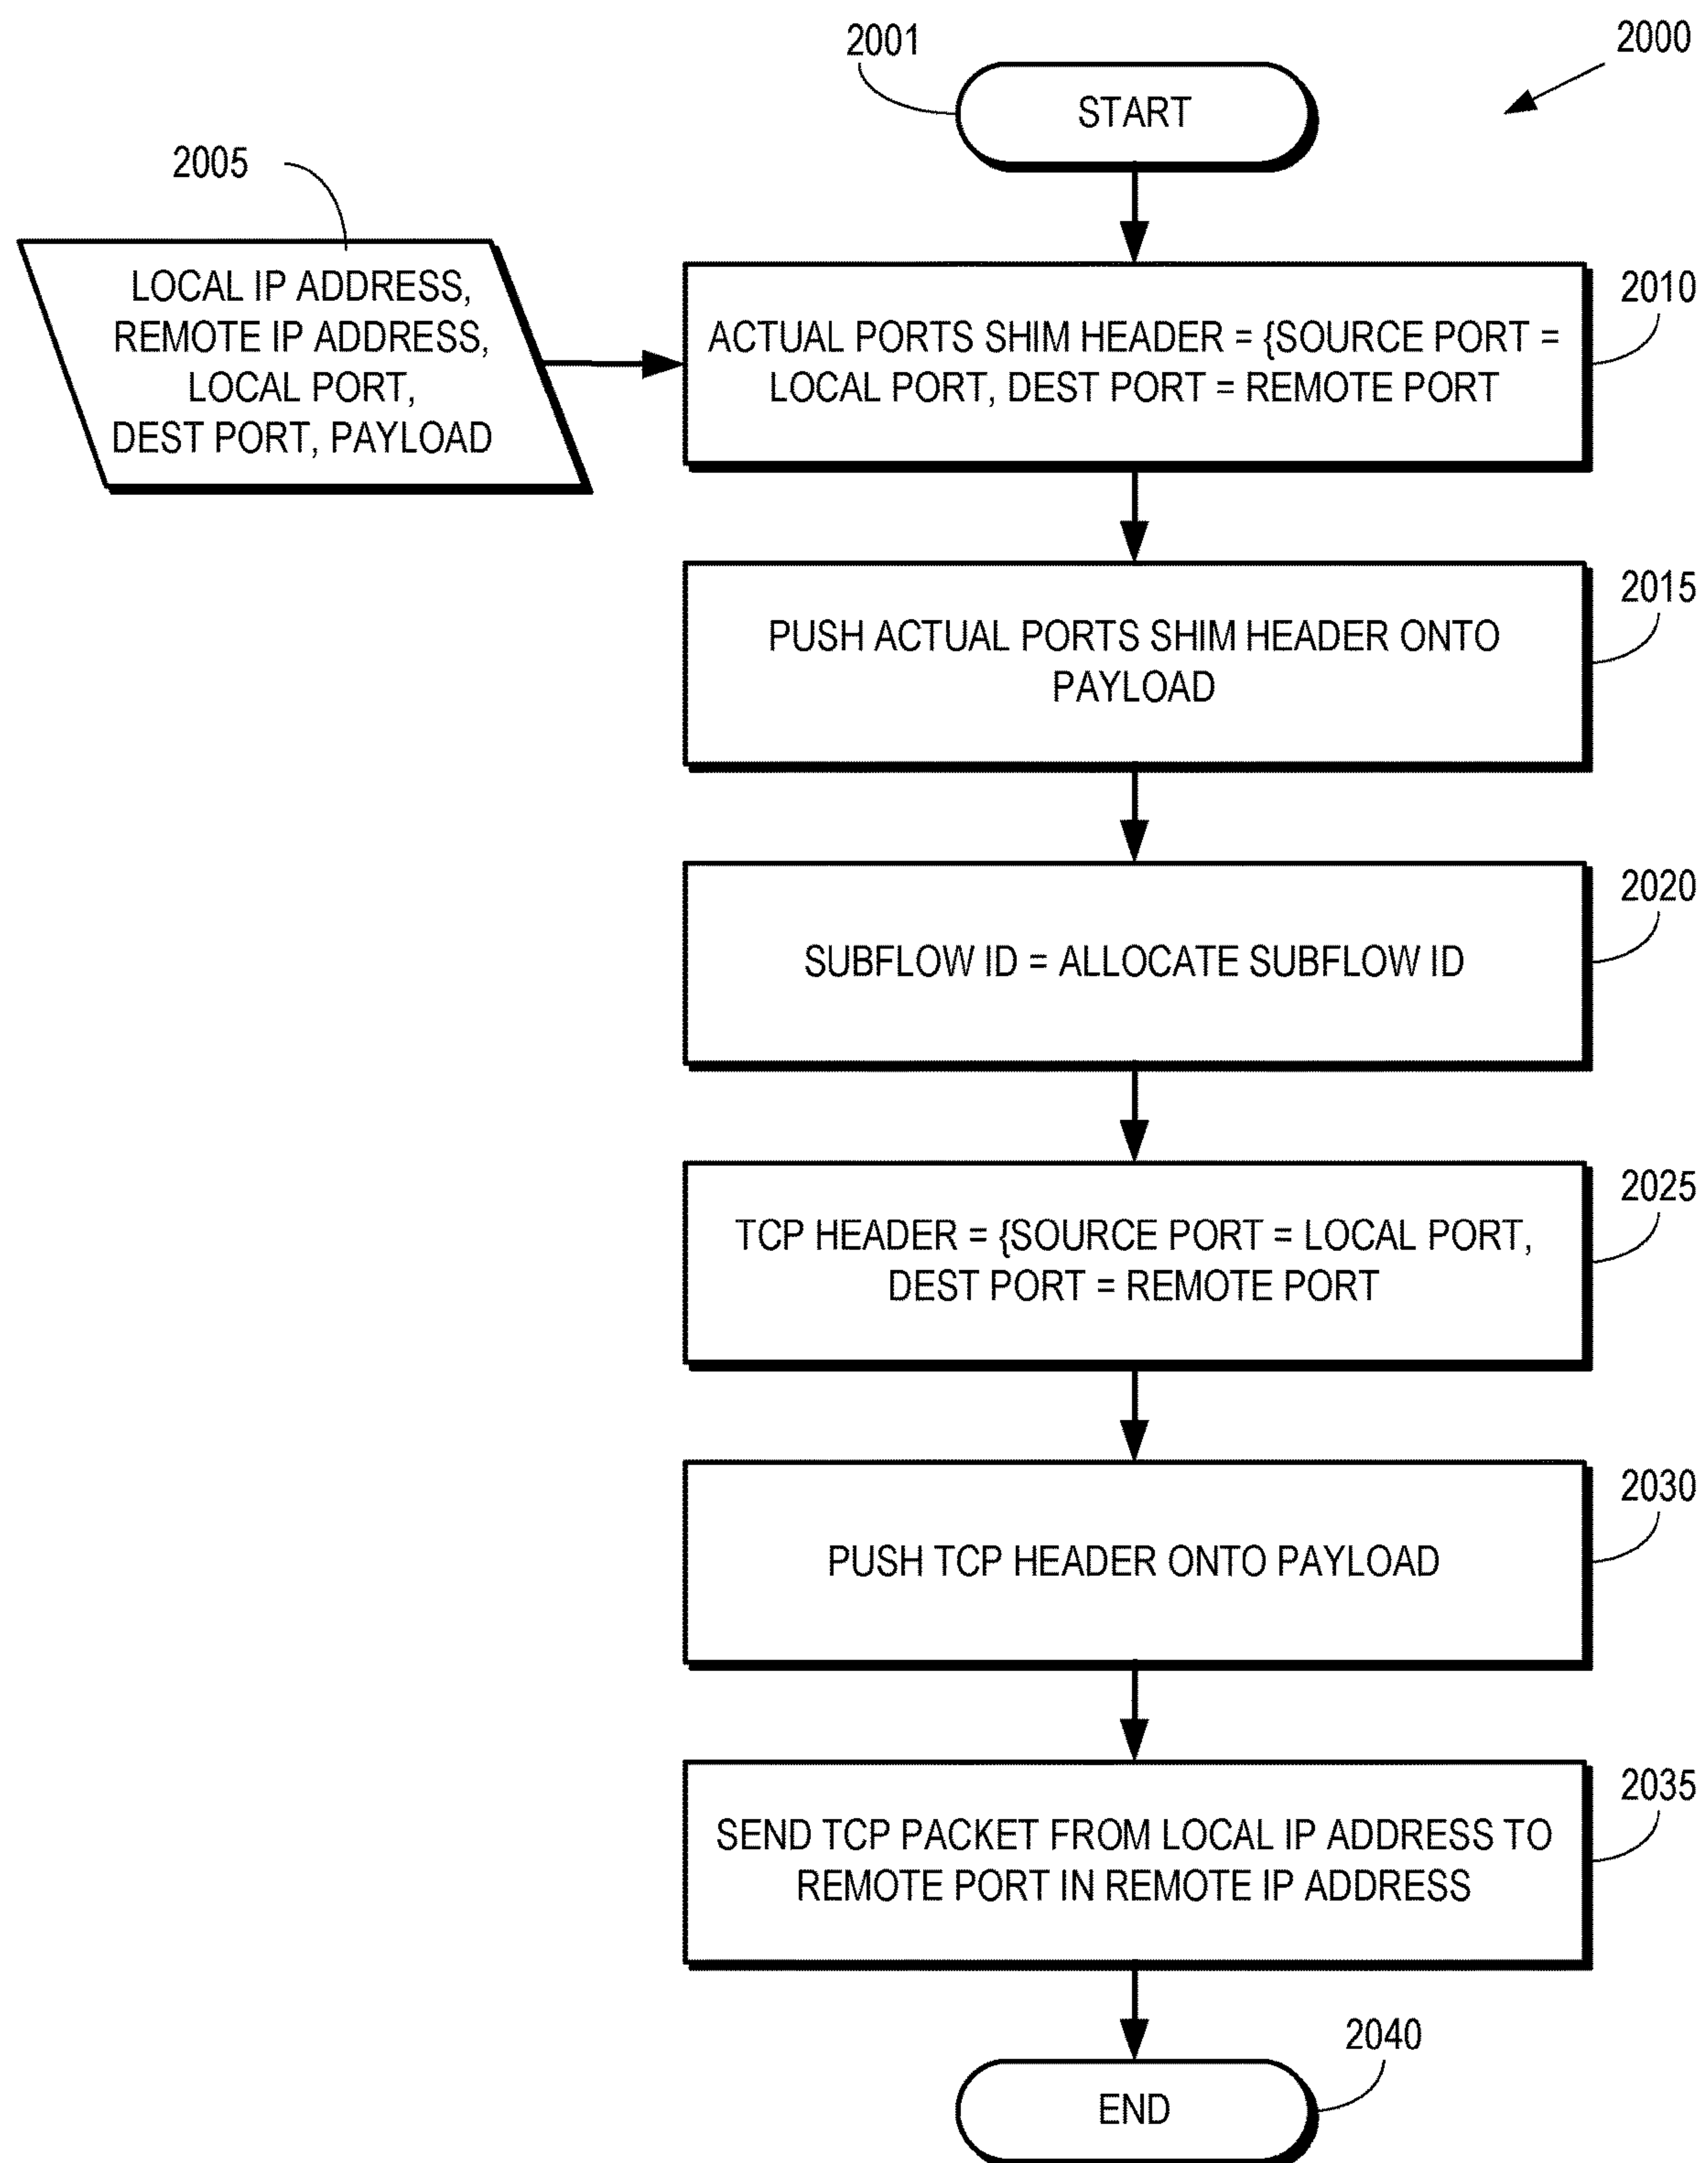 2001
2000
START
2005
LOCAL IP ADDRESS,
REMOTE IP ADDRESS,
LOCAL PORT,
DEST PORT, PAYLOAD
2010
ACTUAL PORTS SHIM HEADER = {SOURCE PORT =
LOCAL PORT, DEST PORT = REMOTE PORT
2015
PUSH ACTUAL PORTS SHIM HEADER ONTO
PAYLOAD
2020
SUBFLOW ID = ALLOCATE SUBFLOW ID
2025
TCP HEADER = {SOURCE PORT = LOCAL PORT,
DEST PORT = REMOTE PORT
2030
PUSH TCP HEADER ONTO PAYLOAD
2035
SEND TCP PACKET FROM LOCAL IP ADDRESS TO
REMOTE PORT IN REMOTE IP ADDRESS
2040
END